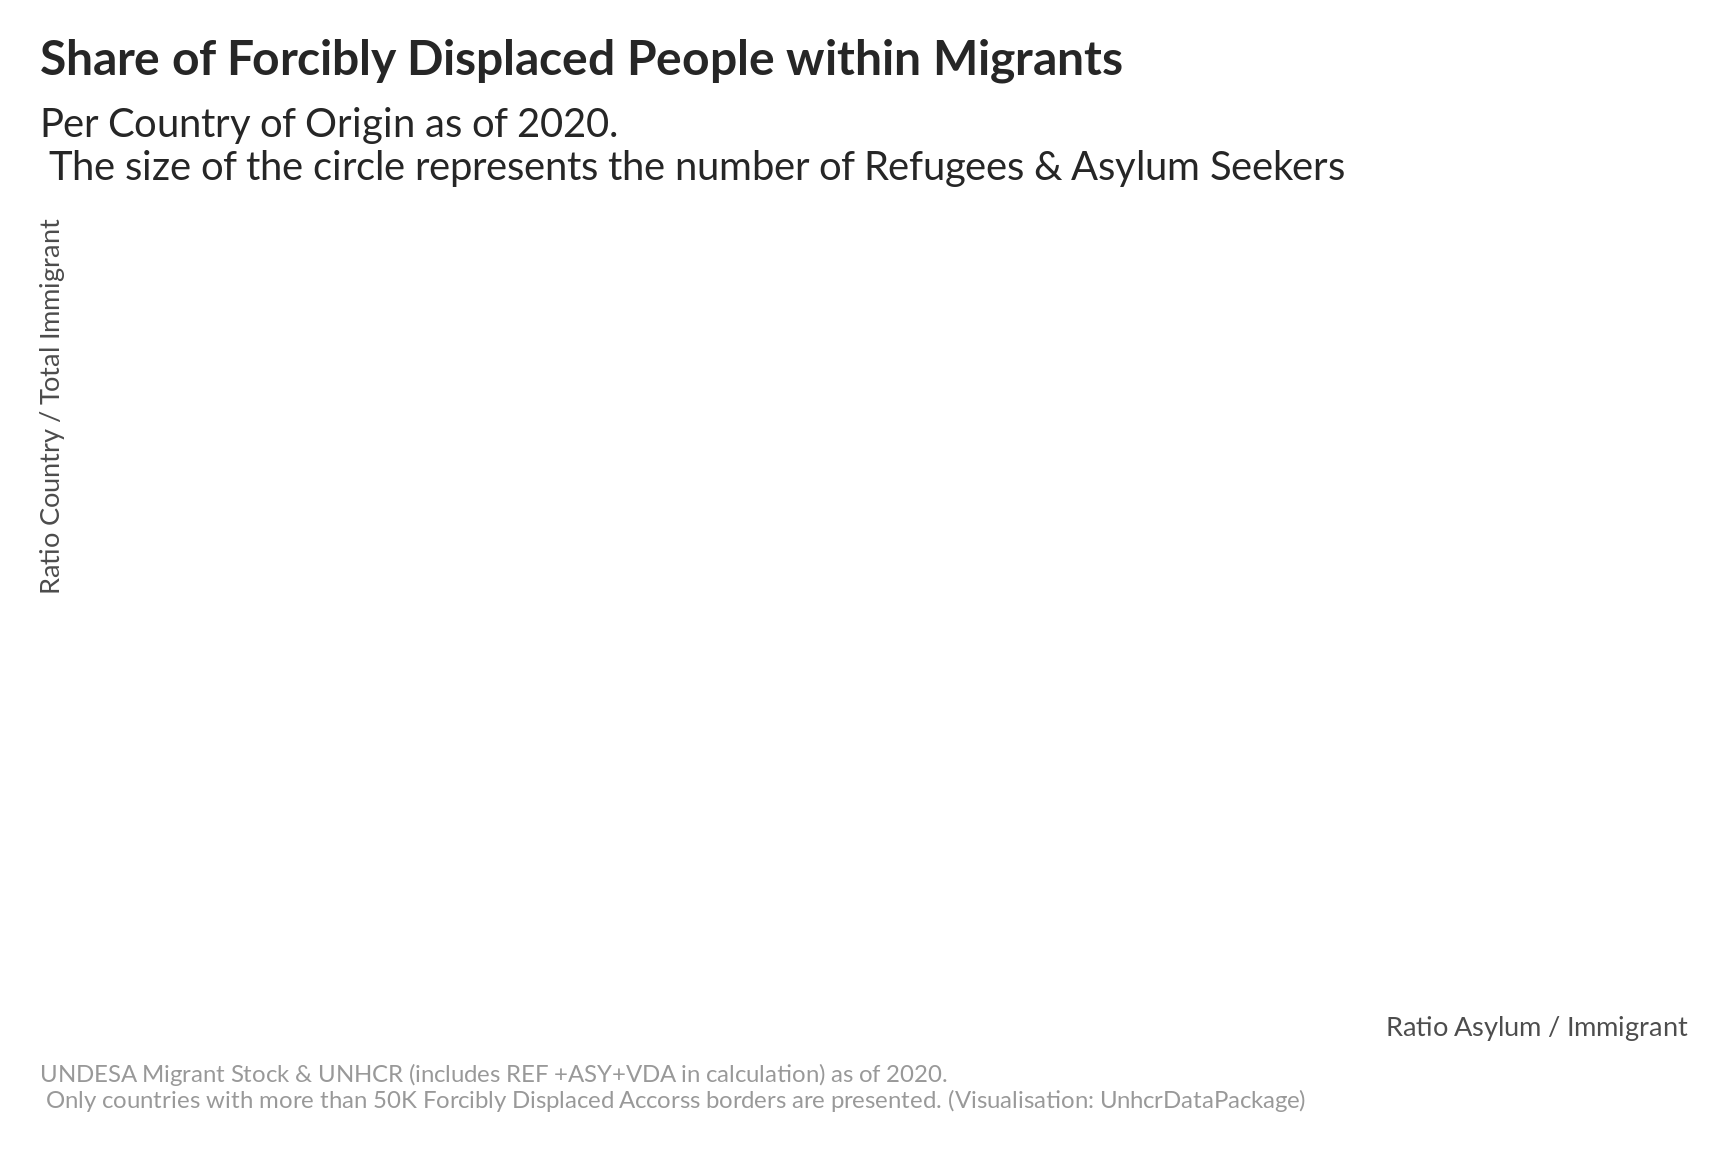 Share of Forcibly Displaced People within Migrants
Per Country of Origin as of 2020.
The size of the circle represents the number of Refugees & Asylum Seekers
Ratio Country / Total Immigrant
Ratio Asylum / Immigrant
UNDESA Migrant Stock & UNHCR (includes REF +ASY+VDA in calculation) as of 2020.
Only countries with more than 50K Forcibly Displaced Accorss borders are presented. (Visualisation: UnhcrDataPackage)